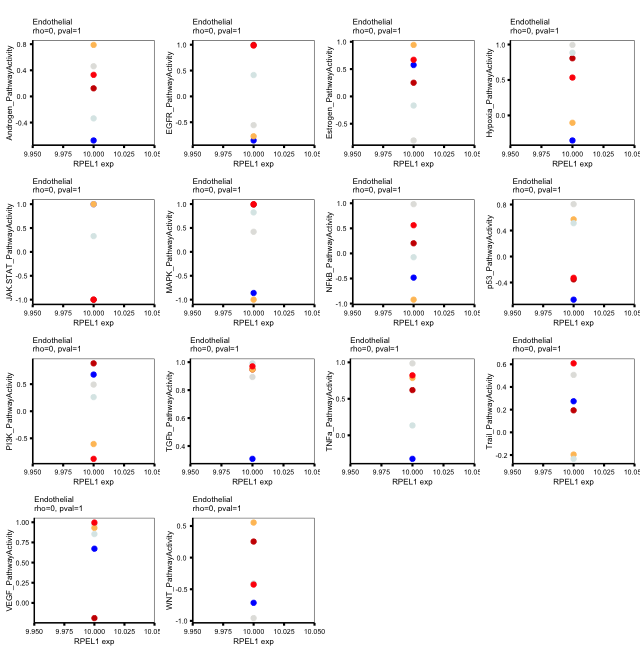 Endothelial
rho=0, pval=1
Androgen_PathwayActivity
0.8
0.4
0.0
-0.4
9.950 9.975 10.000 10.025 10.05
RPEL1 exp
Endothelial
rho=0, pval=1
EGFR_PathwayActivity
1.0
0.5
0.0
-0.5
9.950 9.975 10.000 10.025 10.05
RPEL1 exp
Endothelial
rho=0, pval=1
Estrogen_PathwayActivity
1.0
0.5
0.0
-0.5
9.950 9.975 10.000 10.025 10.05
RPEL1 exp
Endothelial
rho=0, pval=1
Hypoxia_PathwayActivity
1.0
0.5
0.0
9.950 9.975 10.000 10.025 10.05
RPEL1 exp
Endothelial
rho=0, pval=1
JAK.STAT_PathwayActivity
1.0
0.5
0.0
-0.5
-1.0
9.950 9.975 10.000 10.025 10.05
RPEL1 exp
Endothelial
rho=0, pval=1
MAPK_PathwayActivity
1.0
0.5
0.0
-0.5
-1.0
9.950 9.975 10.000 10.025 10.05
RPEL1 exp
Endothelial
rho=0, pval=1
NFkB_PathwayActivity
1.0
0.5
0.0
-0.5
-1.0
9.950 9.975 10.000 10.025 10.05
RPEL1 exp
Endothelial
rho=0, pval=1
p53_PathwayActivity
0.8
0.4
0.0
-0.4
9.950 9.975 10.000 10.025 10.05
RPEL1 exp
Endothelial
rho=0, pval=1
PI3K_PathwayActivity
0.5
0.0
-0.5
9.950 9.975 10.000 10.025 10.05
RPEL1 exp
Endothelial
rho=0, pval=1
TGFb_PathwayActivity
1.0
0.8
0.6
0.4
9.950 9.975 10.000 10.025 10.05
RPEL1 exp
Endothelial
rho=0, pval=1
TNFa_PathwayActivity
1.0
0.5
0.0
9.950 9.975 10.000 10.025 10.05
RPEL1 exp
Endothelial
rho=0, pval=1
Trail_PathwayActivity
0.6
0.4
0.2
0.0
-0.2
9.950 9.975 10.000 10.025 10.05
RPEL1 exp
Endothelial
rho=0, pval=1
VEGF_PathwayActivity
1.00
0.75
0.50
0.25
0.00
9.950 9.975 10.000 10.025 10.05
RPEL1 exp
Endothelial
rho=0, pval=1
WNT_PathwayActivity
0.5
0.0
-0.5
-1.0
9.950 9.975 10.000 10.025 10.050
RPEL1 exp